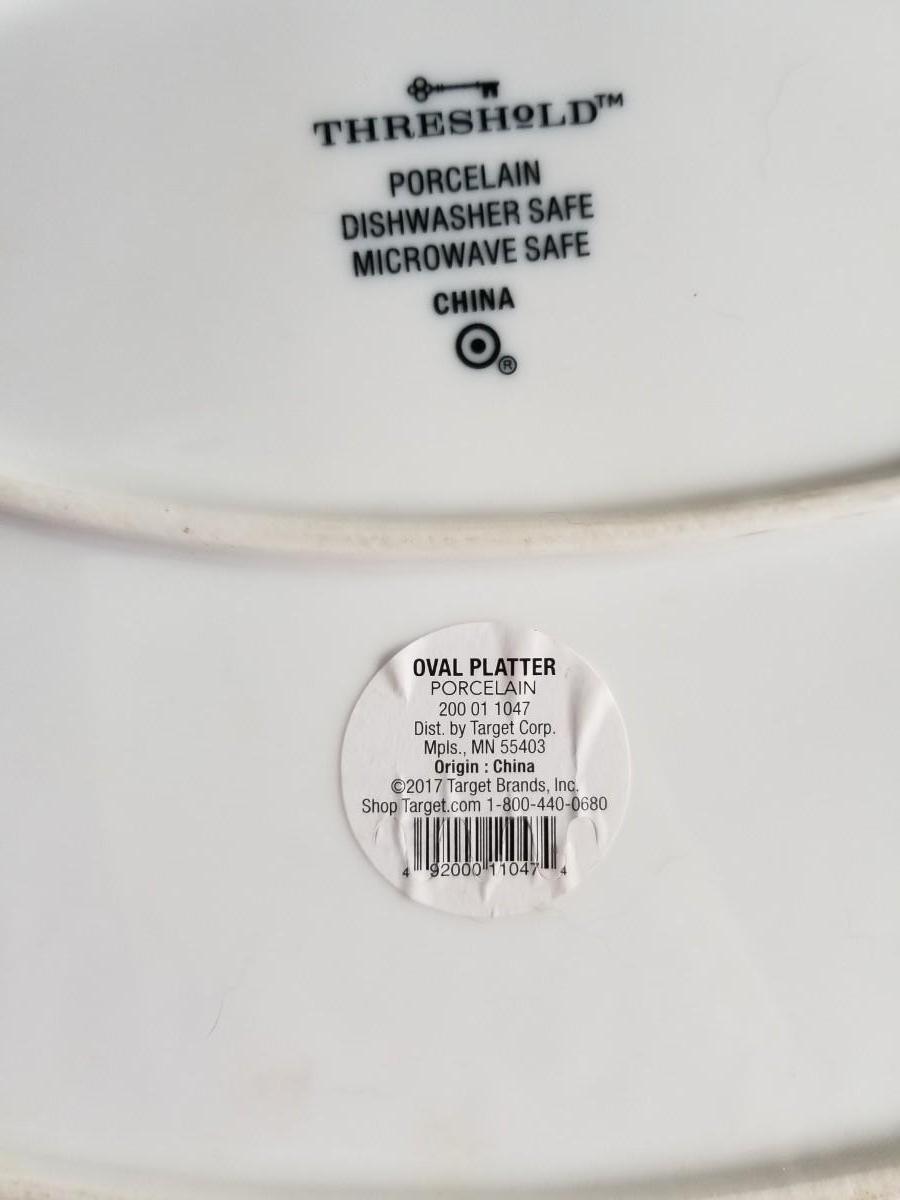 THRESHOLD™
PORCELAIN
DISHWASHER SAFE
MICROWAVE SAFE
CHINA
®
OVAL PLATTER
PORCELAIN
200 01 1047
Dist. by Target Corp.
Mpls., MN 55403
Origin : China
©2017 Target Brands, Inc.
Shop Target.com 1-800-440-0680
4 92000 11047 4